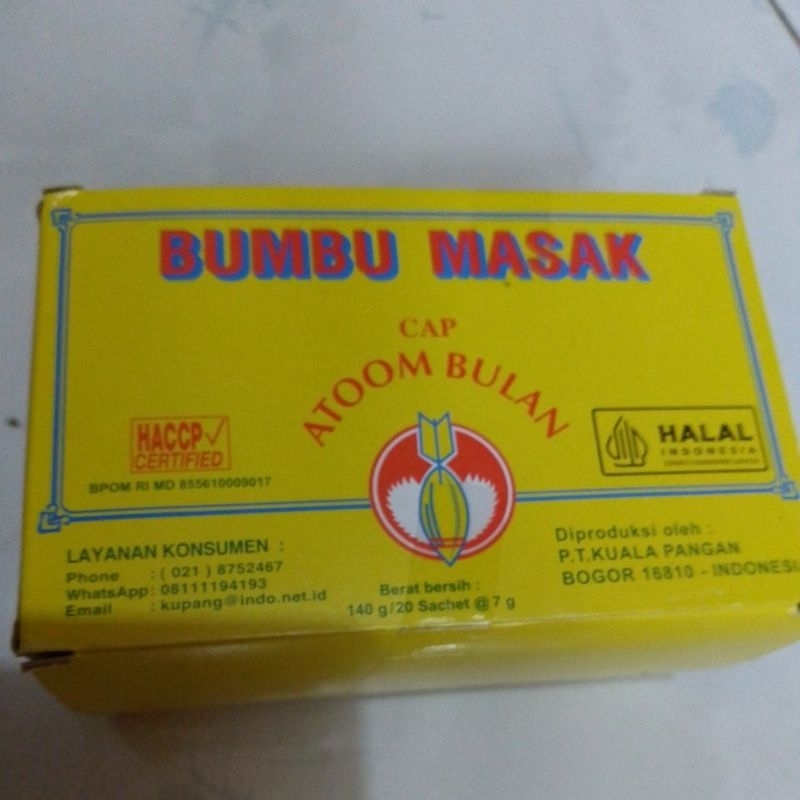 BUMBU MASAK
CAP
ATOOM BULAN
HACCP
CERTIFIED
HALAL
INDONESIA
BPOM RI MD 855610009017
LAYANAN KONSUMEN :
Phone : ( 021 ) 8752467
WhatsApp : 08111194193
Email : kupang@indo.net.id
Berat bersih :
140 g/20 Sachet @ 7 g
Diproduksi oleh :
P.T.KUALA PANGAN
BOGOR 16810 - INDONESI